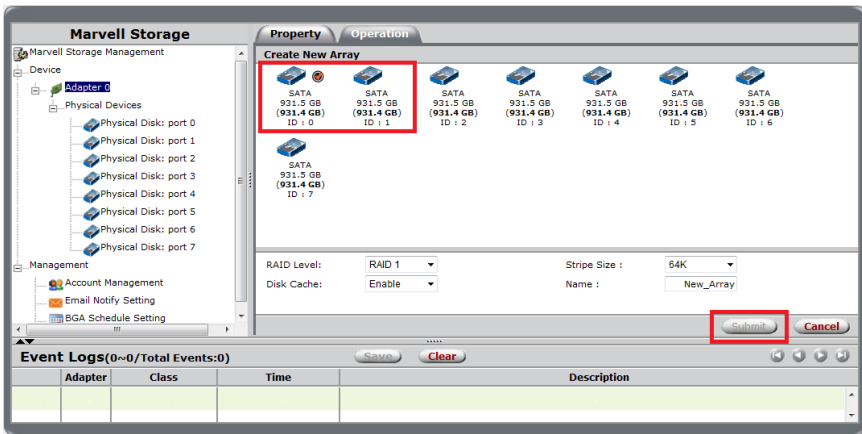 Marvell Storage
Marvell Storage Management
Device
Adapter 0
Physical Devices
Physical Disk: port 0
Physical Disk: port 1
Physical Disk: port 2
Physical Disk: port 3
Physical Disk: port 4
Physical Disk: port 5
Physical Disk: port 6
Physical Disk: port 7
Management
Account Management
Email Notify Setting
BGA Schedule Setting
Property Operation
Create New Array
SATA SATA SATA SATA SATA SATA SATA
931.5 GB 931.5 GB 931.5 GB 931.5 GB 931.5 GB 931.5 GB 931.5 GB
(931.4 GB) (931.4 GB) (931.4 GB) (931.4 GB) (931.4 GB) (931.4 GB) (931.4 GB)
ID : 0 ID : 1 ID : 2 ID : 3 ID : 4 ID : 5 ID : 6
SATA
931.5 GB
(931.4 GB)
ID : 7
RAID Level: RAID 1 Stripe Size : 64K
Disk Cache: Enable Name : New_Array
Submit Cancel
Event Logs(0~0/Total Events:0) Save Clear
Adapter Class Time Description